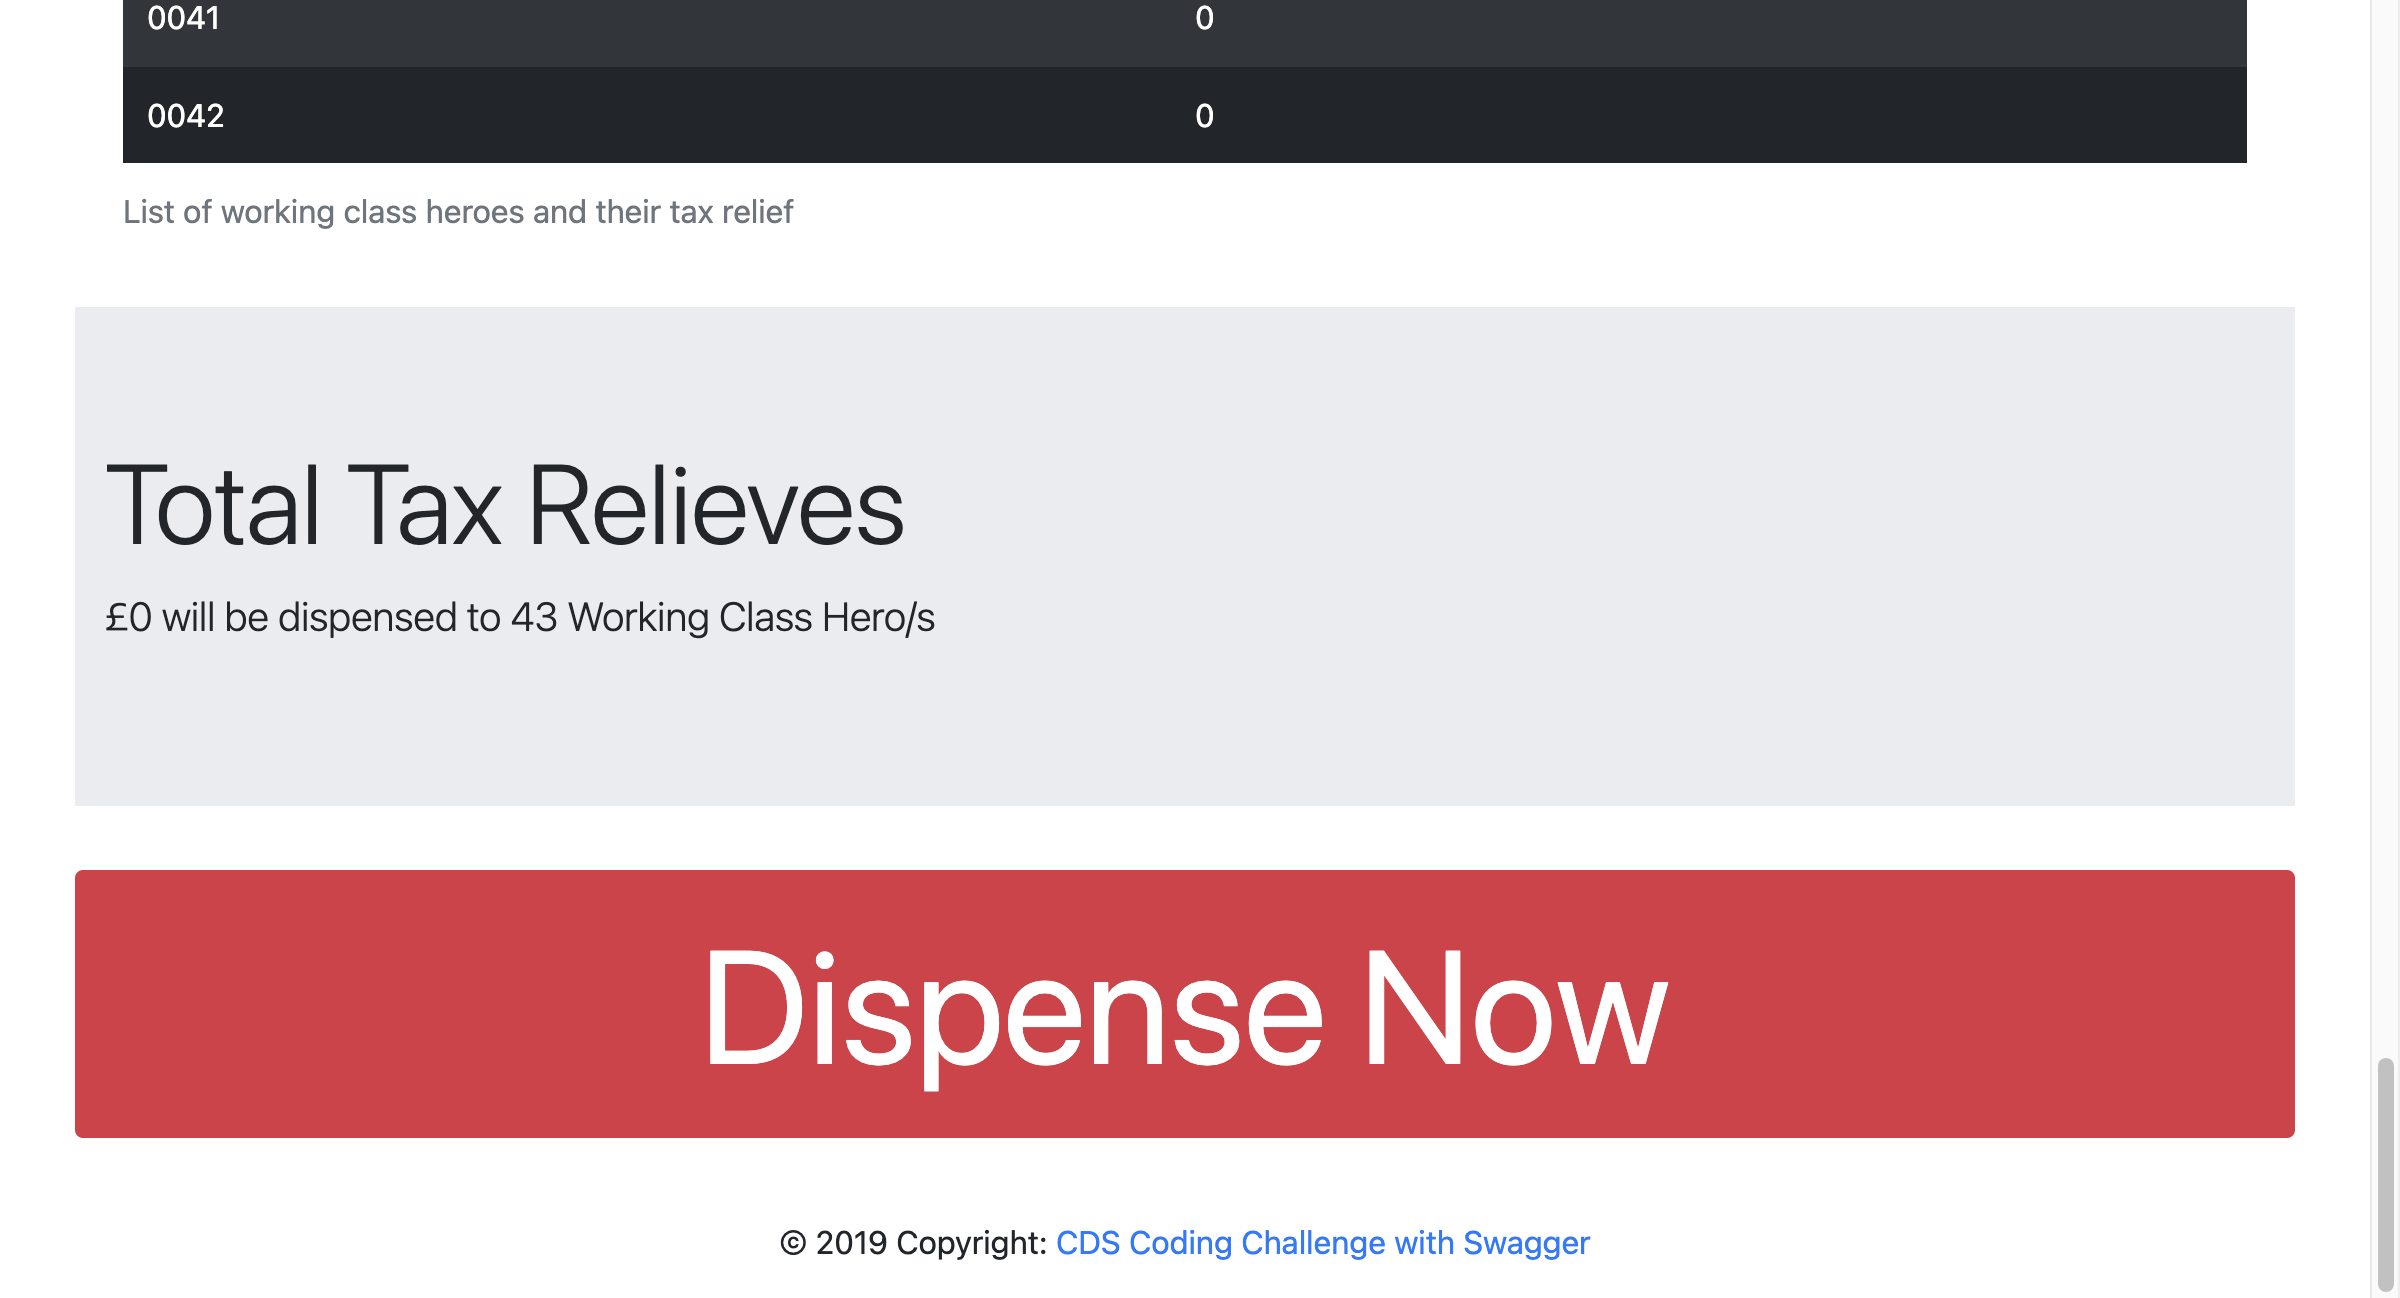 0041 0
0042 0
List of working class heroes and their tax relief
Total Tax Relieves
£0 will be dispensed to 43 Working Class Hero/s
Dispense Now
© 2019 Copyright: CDS Coding Challenge with Swagger